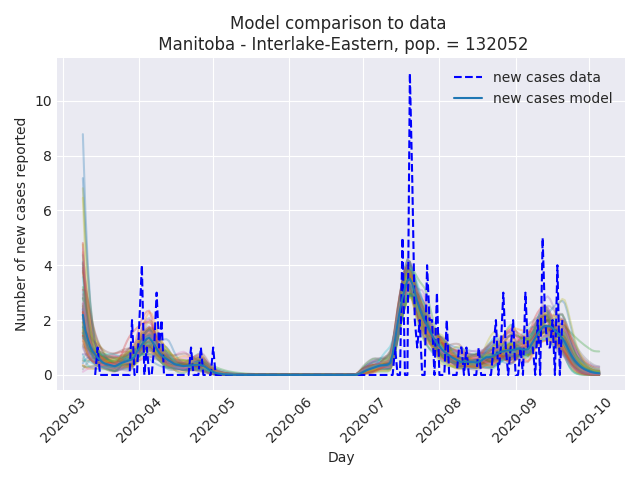 Model comparison to data
Manitoba - Interlake-Eastern, pop. = 132052
new cases data
new cases model
Number of new cases reported
10
8
6
4
2
0
2020-03
2020-04
2020-05
2020-06
2020-07
2020-08
2020-09
2020-10
Day